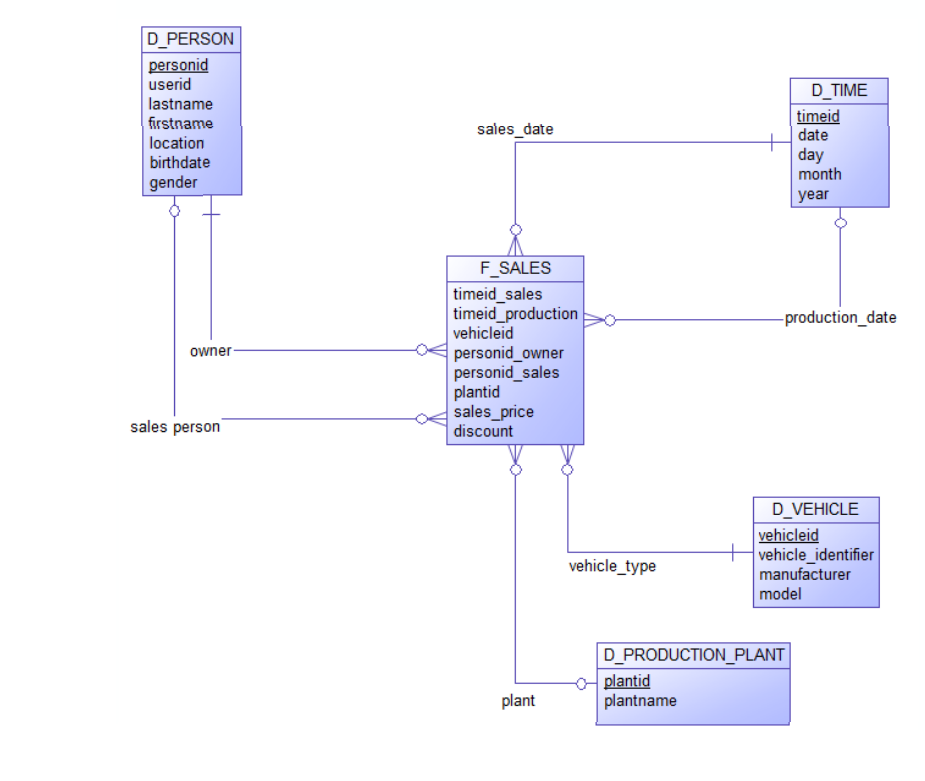 D_PERSON
personid
userid
lastname
firstname
location
birthdate
gender
D_TIME
timeid
date
day
month
year
sales_date
F_SALES
timeid_sales
timeid_production
vehicleid
personid_owner
personid_sales
plantid
sales_price
discount
production_date
owner
sales person
D_VEHICLE
vehicleid
vehicle_identifier
manufacturer
model
vehicle_type
D_PRODUCTION_PLANT
plantid
plantname
plant